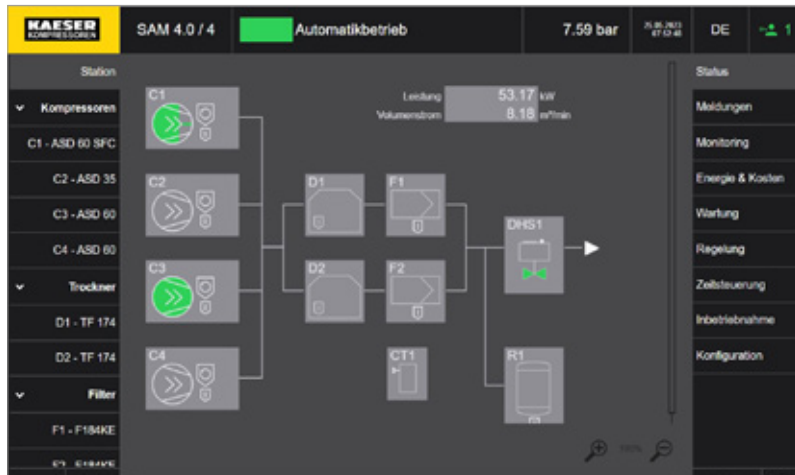 KAESER
KOMPRESSOREN
SAM 4.0 / 4
Automatikbetrieb
7.59 bar
DE
1
Station
Kompressoren
C1 - ASD 60 SFC
C2 - ASD 35
C3 - ASD 60
C4 - ASD 60
Trockner
D1 - TF 174
D2 - TF 174
Filter
F1 - F184KE
F2 - F184KE
Leistung 53.17 kW
Volumenstrom 8.18 m³/min
C1
C2
C3
C4
D1
D2
F1
F2
DHS1
CT1
R1
Status
Meldungen
Monitoring
Energie & Kosten
Wartung
Regelung
Zeitsteuerung
Inbetriebnahme
Konfiguration